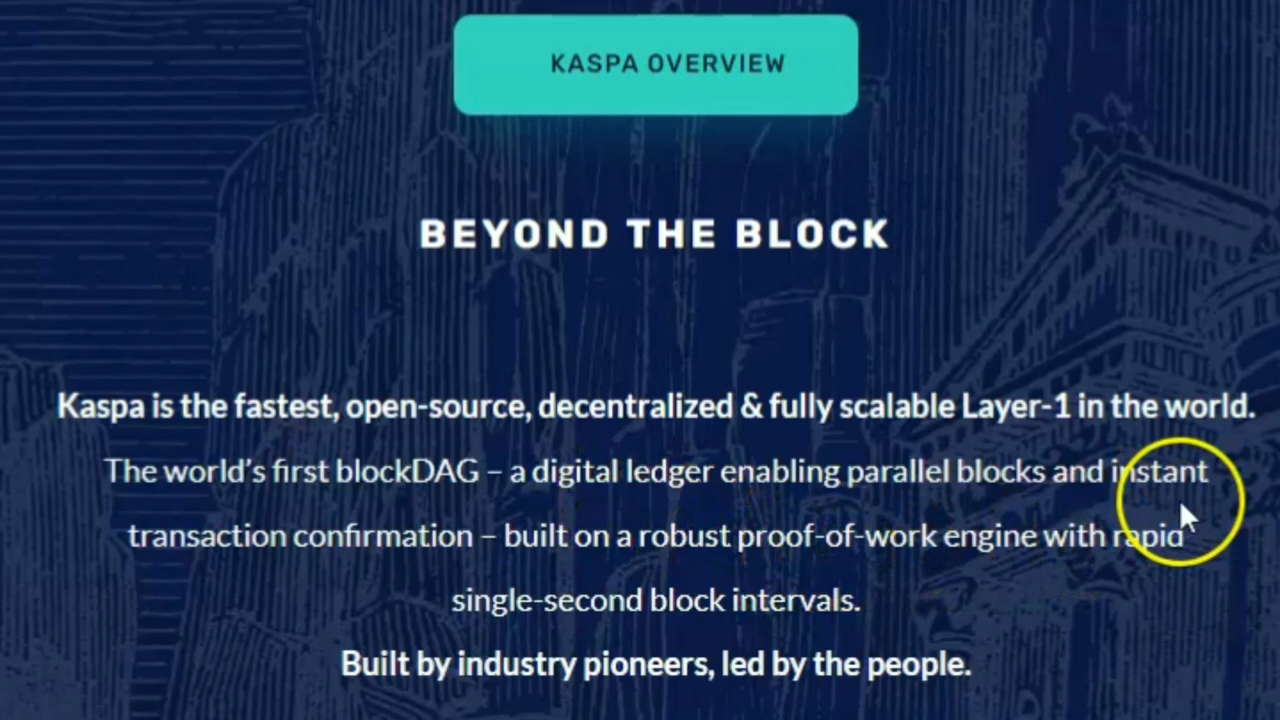 KASPA OVERVIEW
BEYOND THE BLOCK
Kaspa is the fastest, open-source, decentralized & fully scalable Layer-1 in the world.
The world's first blockDAG – a digital ledger enabling parallel blocks and instant
transaction confirmation – built on a robust proof-of-work engine with rapid
single-second block intervals.
Built by industry pioneers, led by the people.